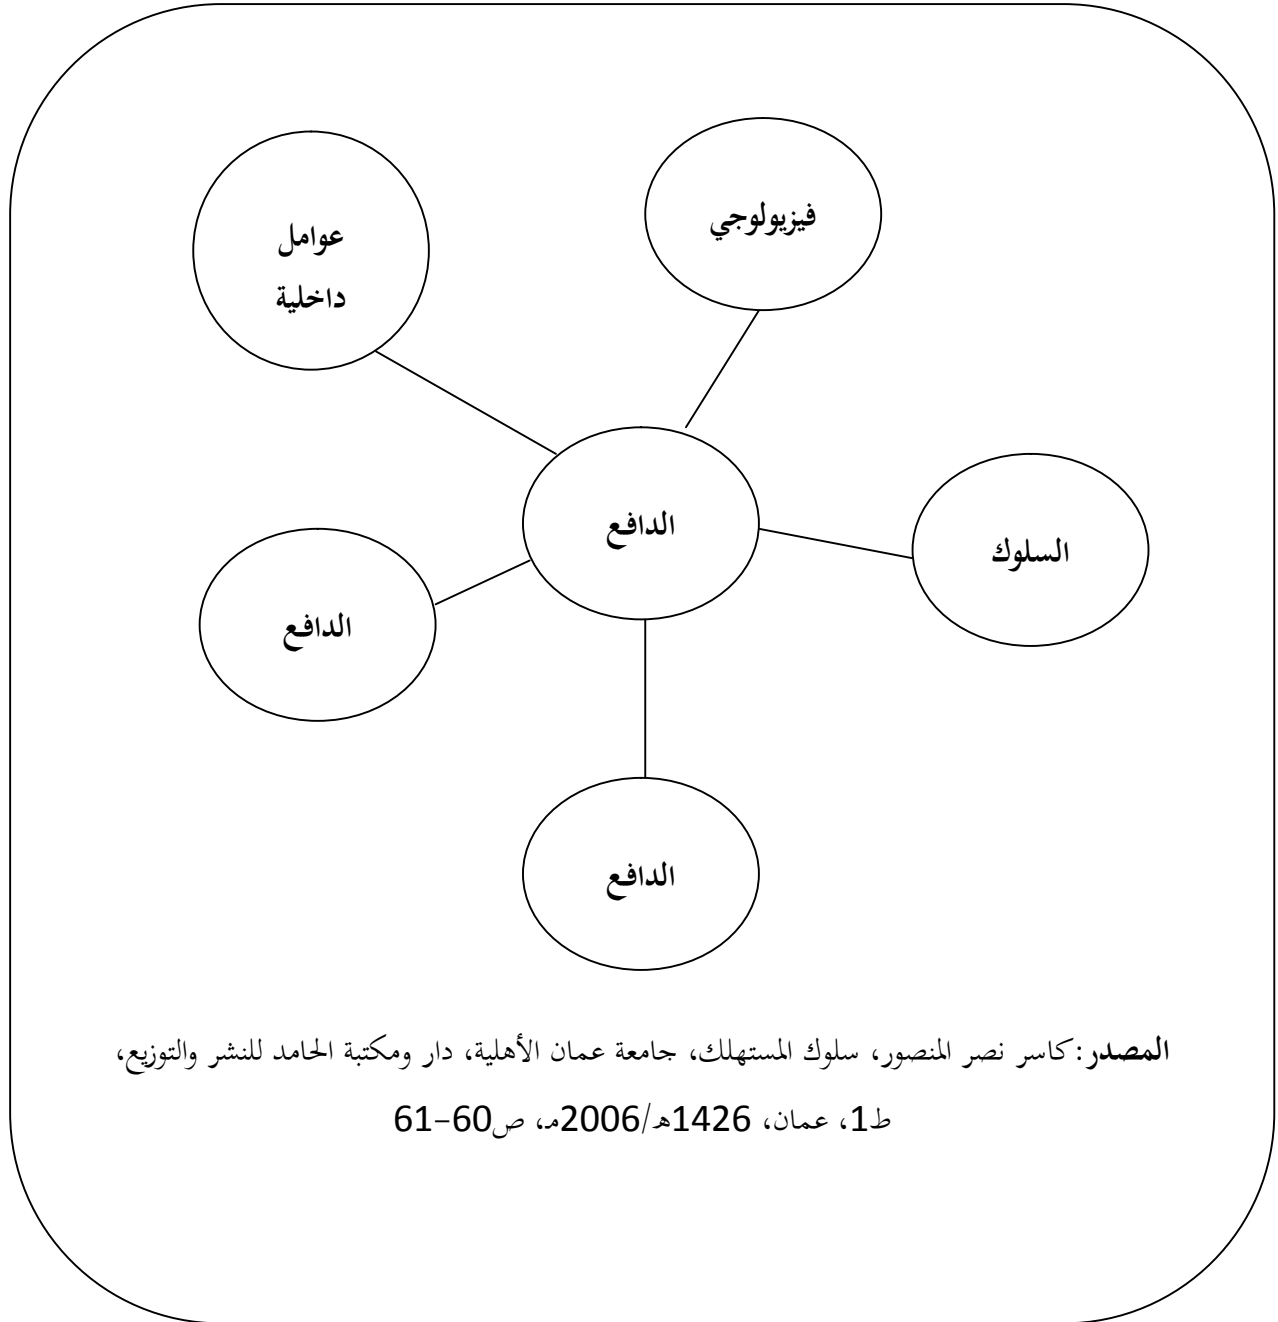 فيزيولوجي
عوامل
داخلية
الدافع
السلوك
الدافع
الدافع
المصدر:كاسر نصر المنصور، سلوك المستهلك، جامعة عمان الأهلية، دار ومكتبة الحامد للنشر والتوزيع،
ط1، عمان، 1426ه/2006م، ص60-61